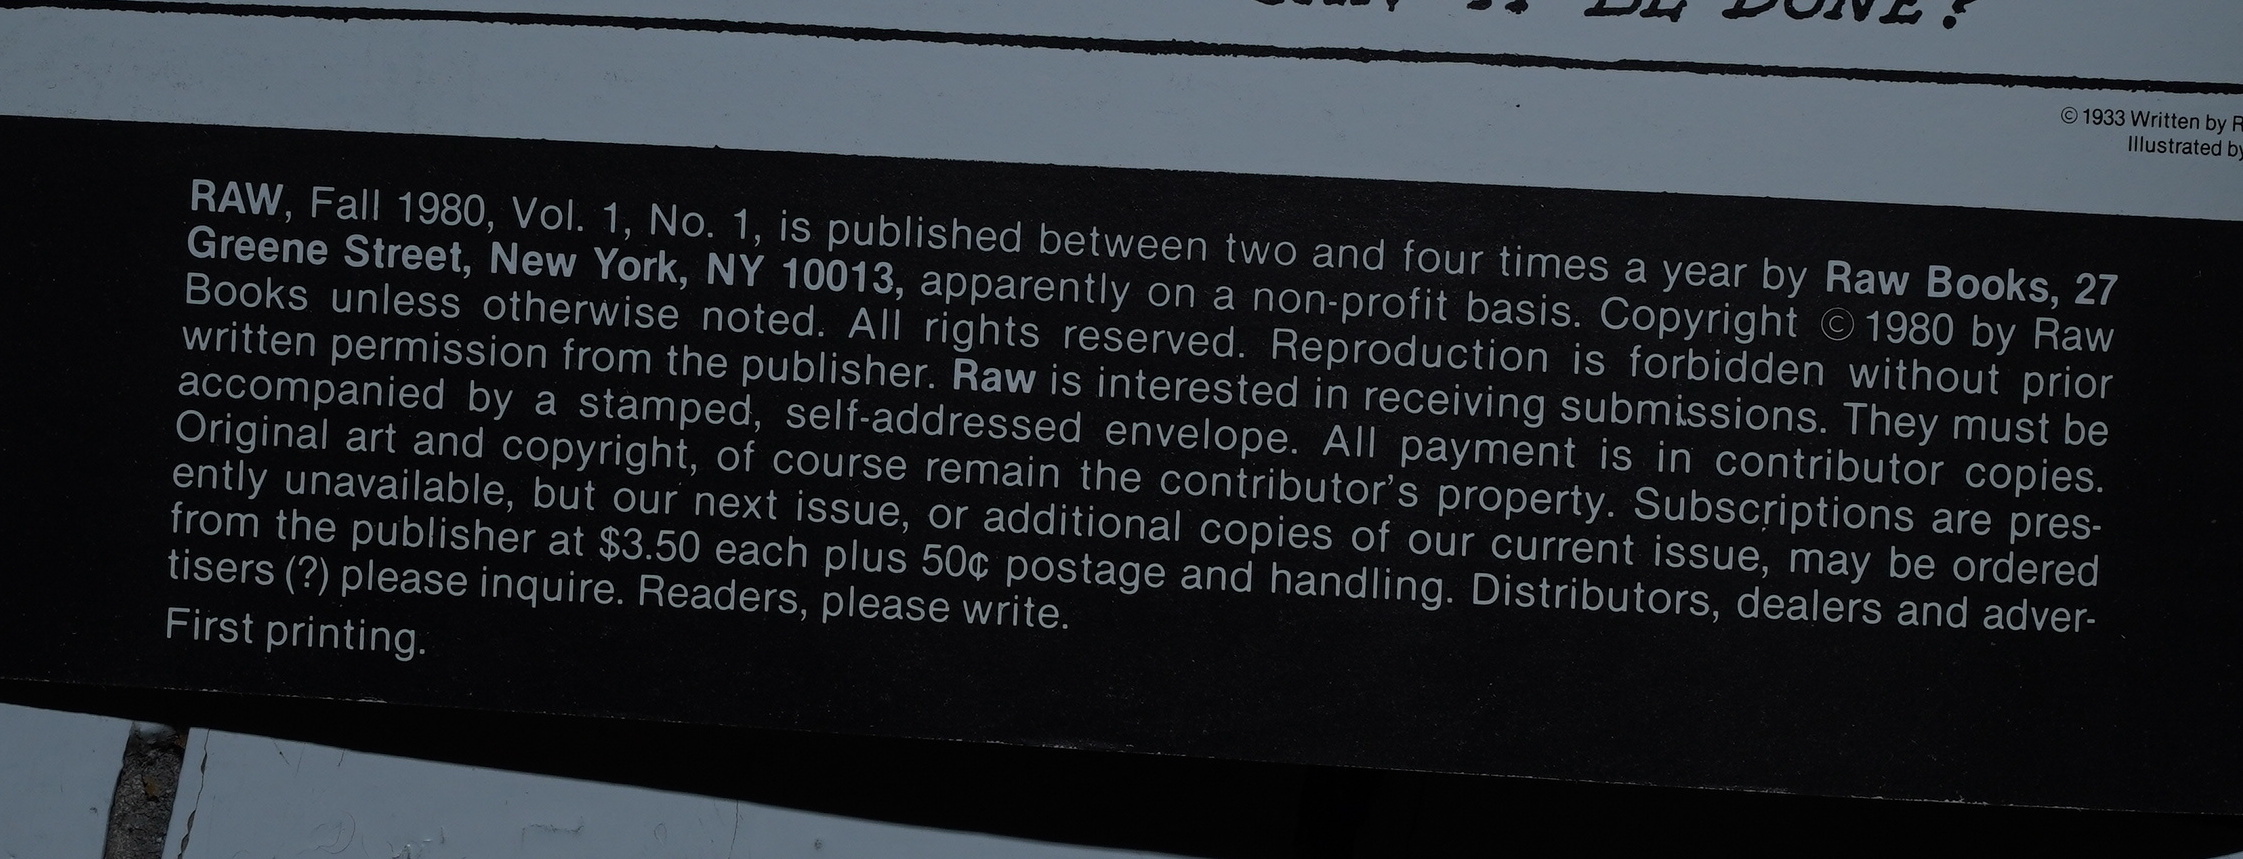 CAN IT BE DONE?
© 1933 Written by
Illustrated by
RAW, Fall 1980, Vol. 1, No. 1, is published between two and four times a year by Raw Books, 27
Greene Street, New York, NY 10013, apparently on a non-profit basis. Copyright © 1980 by Raw
Books unless otherwise noted. All rights reserved. Reproduction is forbidden without prior
written permission from the publisher. Raw is interested in receiving submissions. They must be
accompanied by a stamped, self-addressed envelope. All payment is in contributor copies.
Original art and copyright, of course remain the contributor's property. Subscriptions are pres-
ently unavailable, but our next issue, or additional copies of our current issue, may be ordered
from the publisher at $3.50 each plus 50¢ postage and handling. Distributors, dealers and adver-
tisers (?) please inquire. Readers, please write.
First printing.